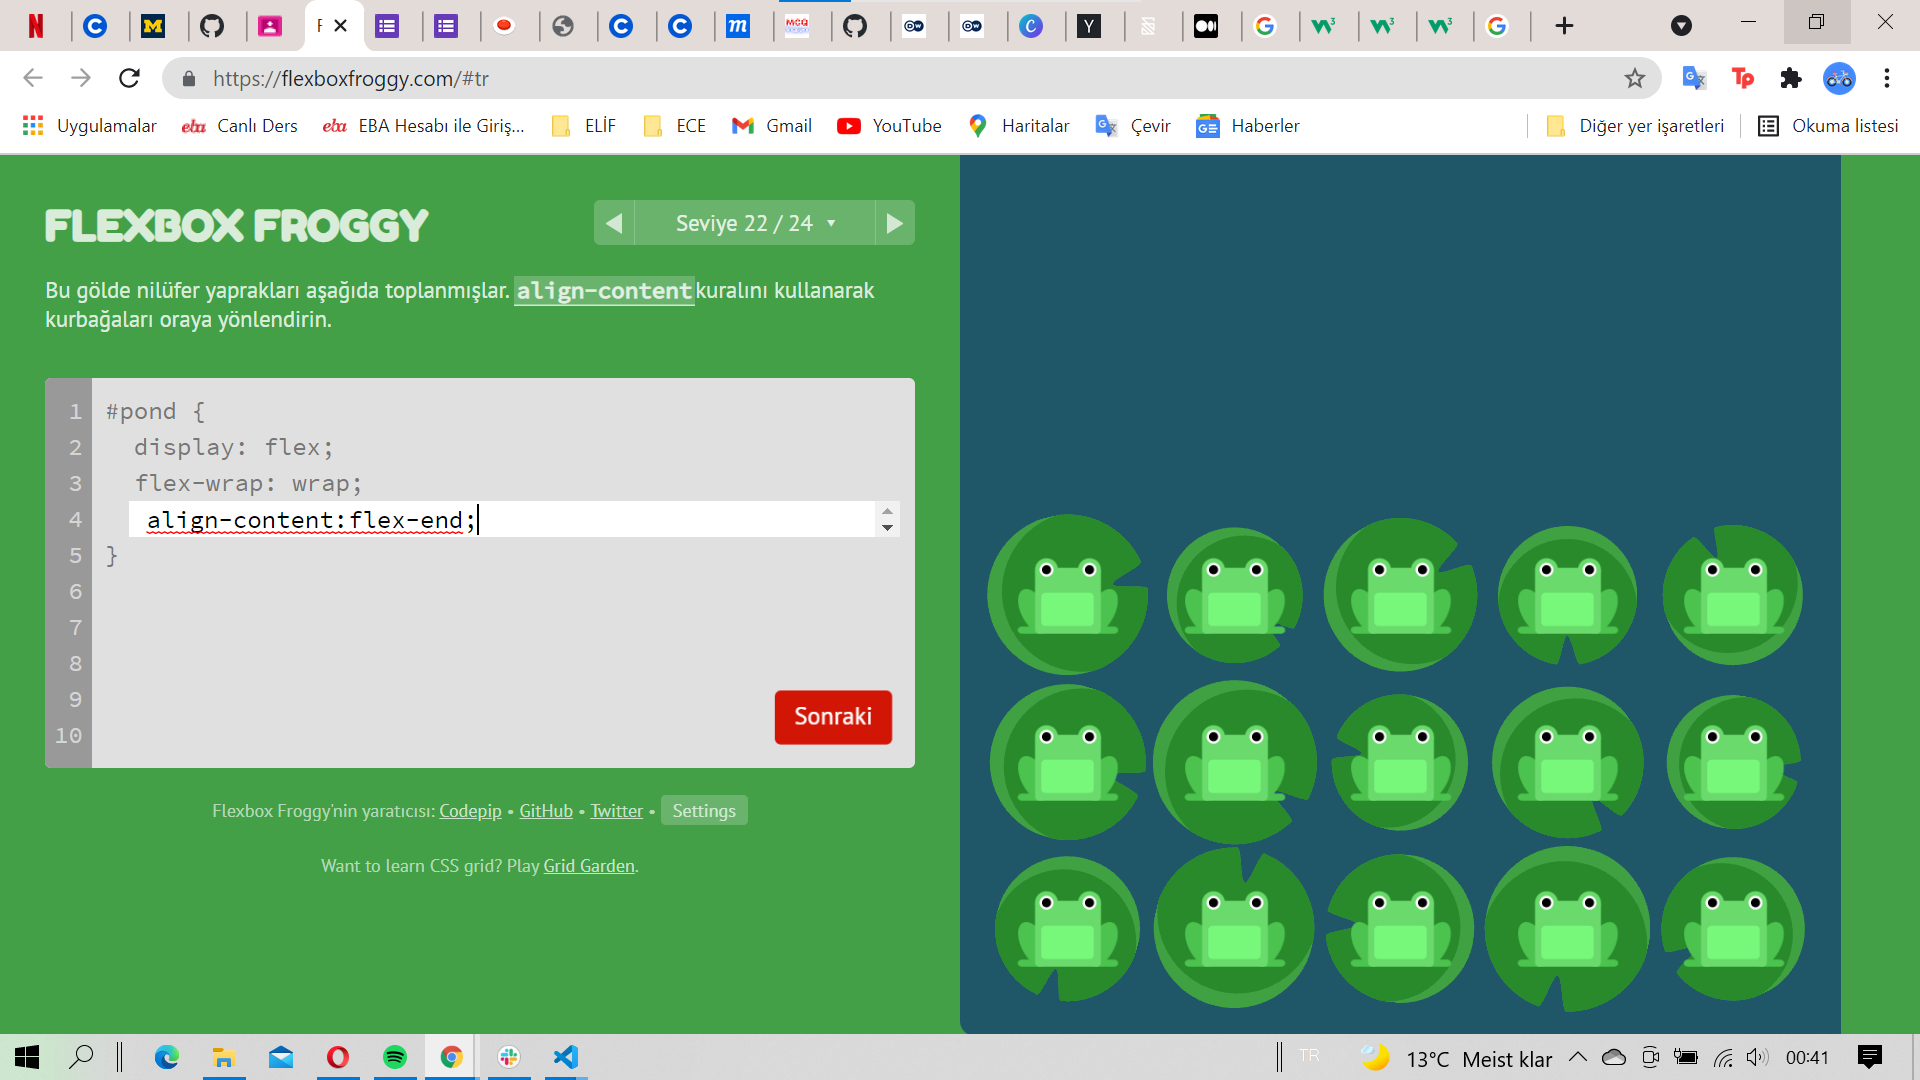 https://flexboxfroggy.com/#tr
Uygulamalar
eba Canlı Ders
eba EBA Hesabı ile Giriş...
ELİF
ECE
Gmail
YouTube
Haritalar
Çevir
Haberler
Diğer yer işaretleri
Okuma listesi
FLEXBOX FROGGY
Seviye 22 / 24
Bu gölde nilüfer yaprakları aşağıda toplanmışlar. align-content kuralını kullanarak
kurbağaları oraya yönlendirin.
1 #pond {
2 display: flex;
3 flex-wrap: wrap;
4 align-content:flex-end;
5 }
6
7
8
9
10
Sonraki
Flexbox Froggy'nin yaratıcısı: Codepip • GitHub • Twitter • Settings
Want to learn CSS grid? Play Grid Garden.
TR
13°C Meist klar
00:41